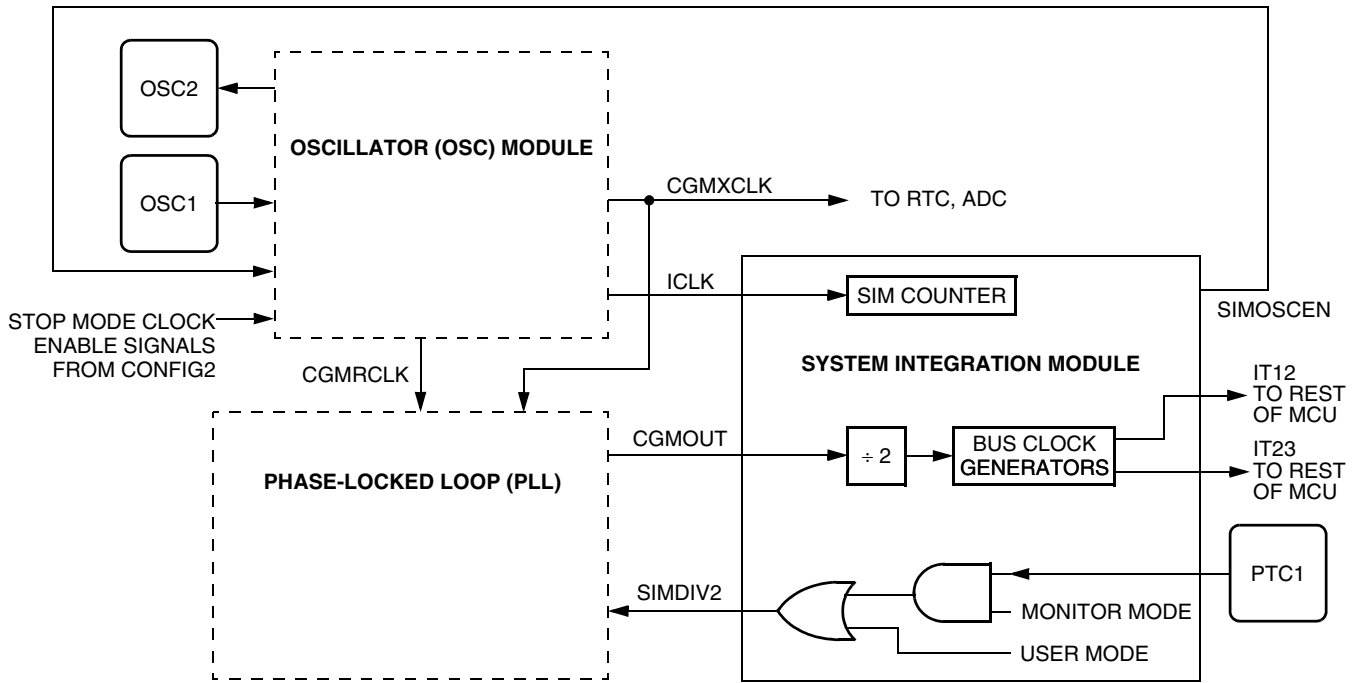 OSC2
OSCILLATOR (OSC) MODULE
OSC1
CGMXCLK
TO RTC, ADC
ICLK
SIM COUNTER
SIMOSCEN
STOP MODE CLOCK
ENABLE SIGNALS
FROM CONFIG2
CGMRCLK
SYSTEM INTEGRATION MODULE
IT12
TO REST
OF MCU
CGMOUT
÷ 2
BUS CLOCK
GENERATORS
IT23
TO REST
OF MCU
PHASE-LOCKED LOOP (PLL)
PTC1
SIMDIV2
MONITOR MODE
USER MODE